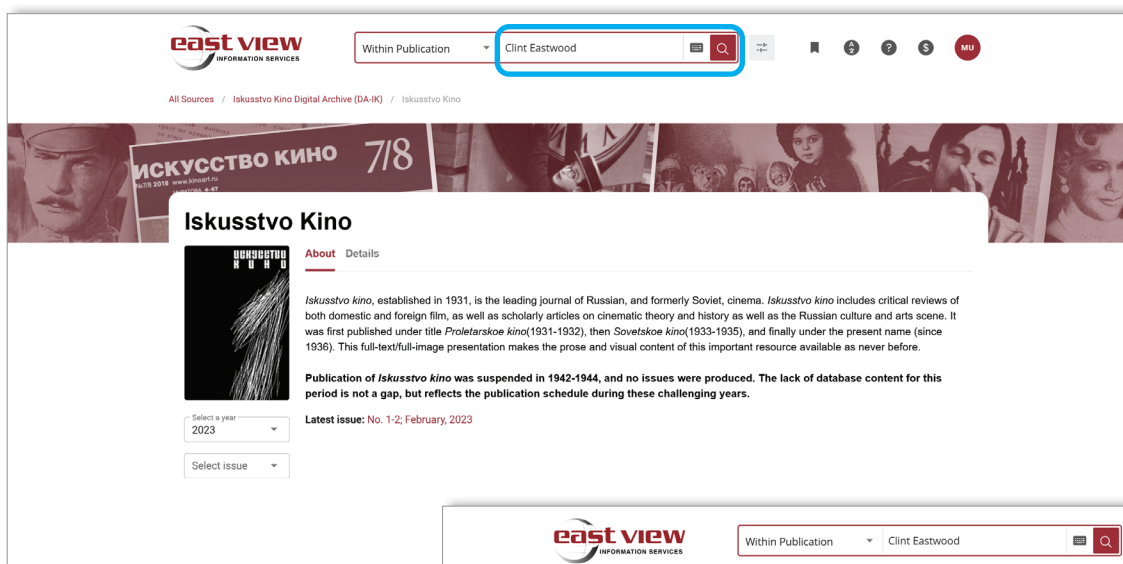 east view
INFORMATION SERVICES
Within Publication
Clint Eastwood
MU
All Sources / Iskusstvo Kino Digital Archive (DA-IK) / Iskusstvo Kino
ИСКУССТВО КИНО 7/8
№7/8 2018 www.kinoart.ru
Iskusstvo Kino
ИСКУССТВО
КИНО
About Details
Iskusstvo kino, established in 1931, is the leading journal of Russian, and formerly Soviet, cinema. Iskusstvo kino includes critical reviews of
both domestic and foreign film, as well as scholarly articles on cinematic theory and history as well as the Russian culture and arts scene. It
was first published under title Proletarskoe kino(1931-1932), then Sovetskoe kino(1933-1935), and finally under the present name (since
1936). This full-text/full-image presentation makes the prose and visual content of this important resource available as never before.
Publication of Iskusstvo kino was suspended in 1942-1944, and no issues were produced. The lack of database content for this
period is not a gap, but reflects the publication schedule during these challenging years.
Latest issue: No. 1-2; February, 2023
Select a year
2023
Select issue
east view
INFORMATION SERVICES
Within Publication
Clint Eastwood